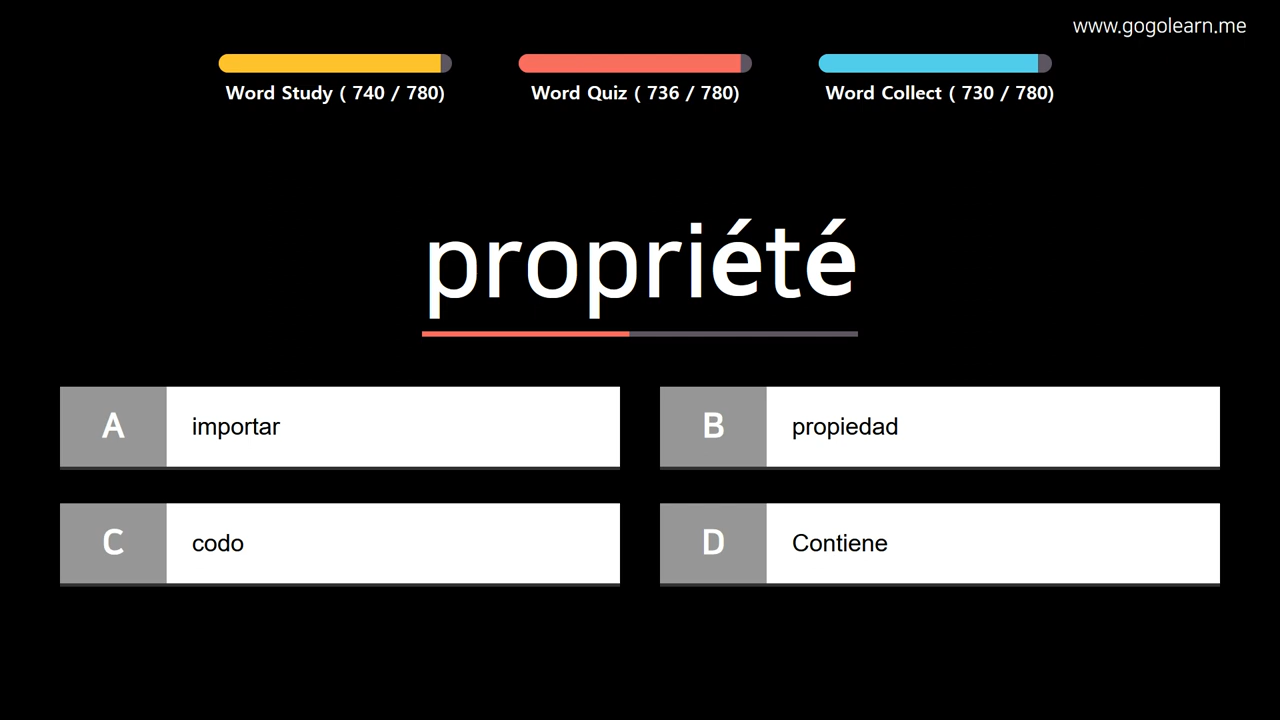 www.gogolearn.me
Word Study ( 740 / 780)
Word Quiz ( 736 / 780)
Word Collect ( 730 / 780)
propriété
A importar
B propiedad
C codo
D Contiene